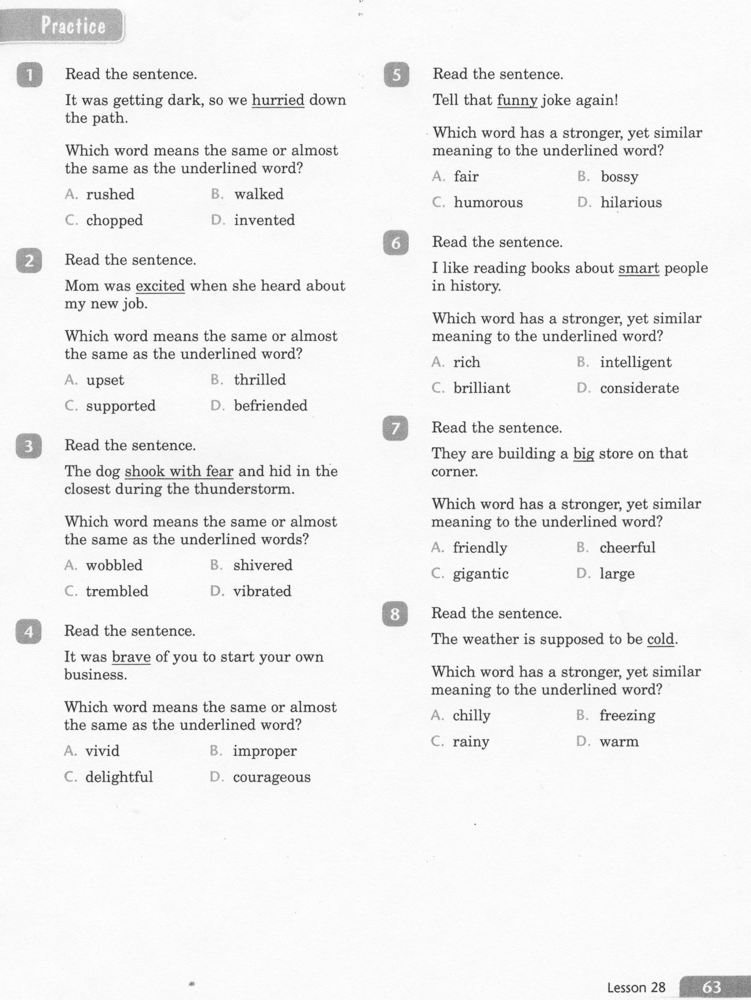 Practice
1
Read the sentence.
It was getting dark, so we hurried down
the path.
Which word means the same or almost
the same as the underlined word?
A. rushed B. walked
C. chopped D. invented
2
Read the sentence.
Mom was excited when she heard about
my new job.
Which word means the same or almost
the same as the underlined word?
A. upset B. thrilled
C. supported D. befriended
3
Read the sentence.
The dog shook with fear and hid in the
closest during the thunderstorm.
Which word means the same or almost
the same as the underlined words?
A. wobbled B. shivered
C. trembled D. vibrated
4
Read the sentence.
It was brave of you to start your own
business.
Which word means the same or almost
the same as the underlined word?
A. vivid B. improper
C. delightful D. courageous
5
Read the sentence.
Tell that funny joke again!
Which word has a stronger, yet similar
meaning to the underlined word?
A. fair B. bossy
C. humorous D. hilarious
6
Read the sentence.
I like reading books about smart people
in history.
Which word has a stronger, yet similar
meaning to the underlined word?
A. rich B. intelligent
C. brilliant D. considerate
7
Read the sentence.
They are building a big store on that
corner.
Which word has a stronger, yet similar
meaning to the underlined word?
A. friendly B. cheerful
C. gigantic D. large
8
Read the sentence.
The weather is supposed to be cold.
Which word has a stronger, yet similar
meaning to the underlined word?
A. chilly B. freezing
C. rainy D. warm
Lesson 28 63